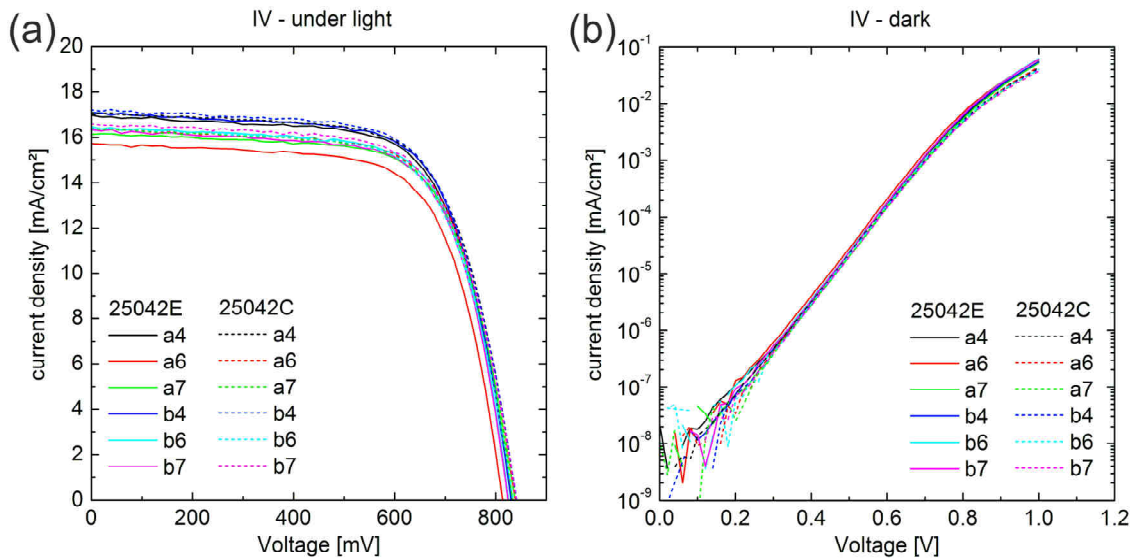 (a)
IV - under light
20
18
16
14
12
10
8
6
4
2
0
current density [mA/cm²]
25042E 25042C
a4 a4
a6 a6
a7 a7
b4 b4
b6 b6
b7 b7
0 200 400 600 800
Voltage [mV]
(b)
IV - dark
10⁻¹
10⁻²
10⁻³
10⁻⁴
10⁻⁵
10⁻⁶
10⁻⁷
10⁻⁸
10⁻⁹
current density [mA/cm²]
25042E 25042C
a4 a4
a6 a6
a7 a7
b4 b4
b6 b6
b7 b7
0.0 0.2 0.4 0.6 0.8 1.0 1.2
Voltage [V]